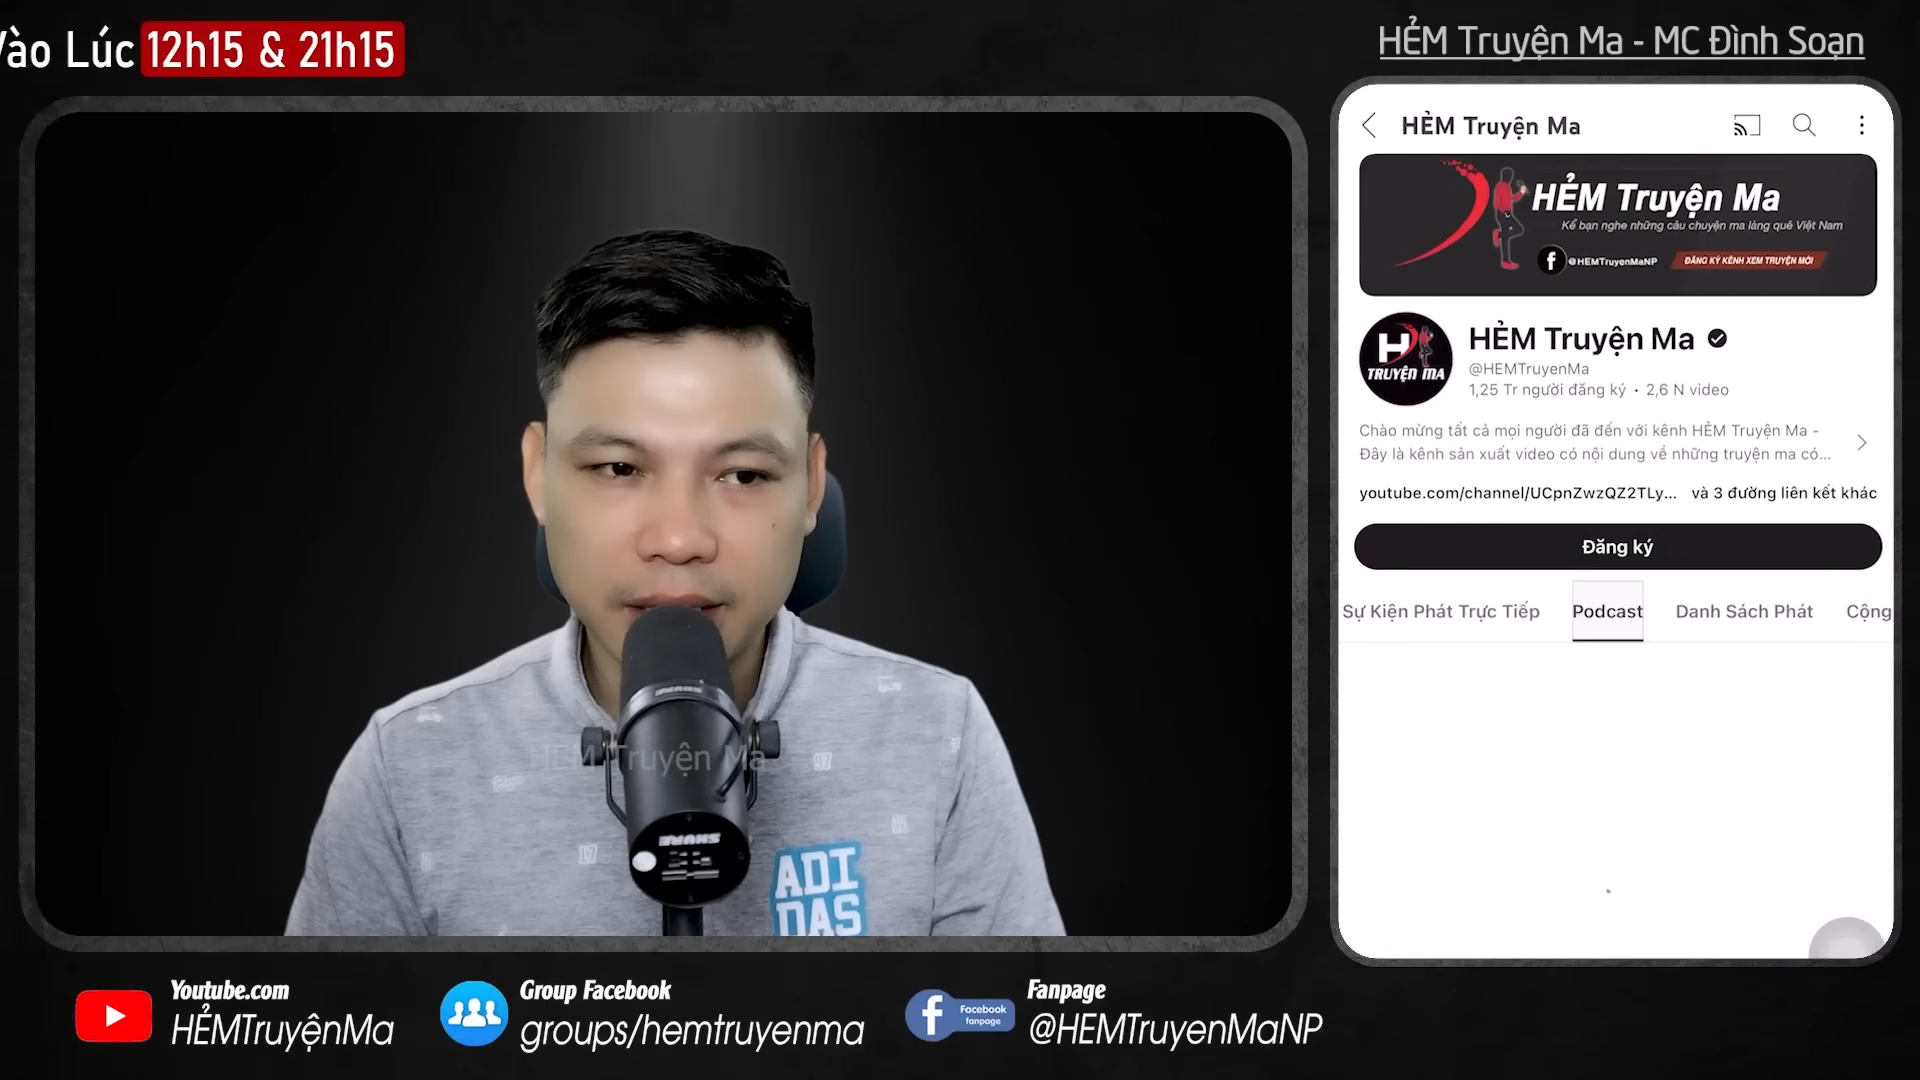 Vào Lúc 12h15 & 21h15
HẺM Truyện Ma - MC Đình Soạn
HẺM Truyện Ma
HẺM Truyện Ma
Kể bạn nghe những câu chuyện ma làng quê Việt Nam
@HEMTruyenMaNP
ĐĂNG KÝ KÊNH XEM TRUYỆN MỚI
H
TRUYỆN MA
HẺM Truyện Ma
@HEMTruyenMa
1,25 Tr người đăng ký • 2,6 N video
Chào mừng tất cả mọi người đã đến với kênh HẺM Truyện Ma -
Đây là kênh sản xuất video có nội dung về những truyện ma có...
youtube.com/channel/UCpnZwzQZ2TLy... và 3 đường liên kết khác
Đăng ký
Sự Kiện Phát Trực Tiếp Podcast Danh Sách Phát Cộng
HẺM Truyện Ma
SHURE
ADI
DAS
Youtube.com
HẺMTruyệnMa
Group Facebook
groups/hemtruyenma
Facebook
fanpage
Fanpage
@HEMTruyenMaNP